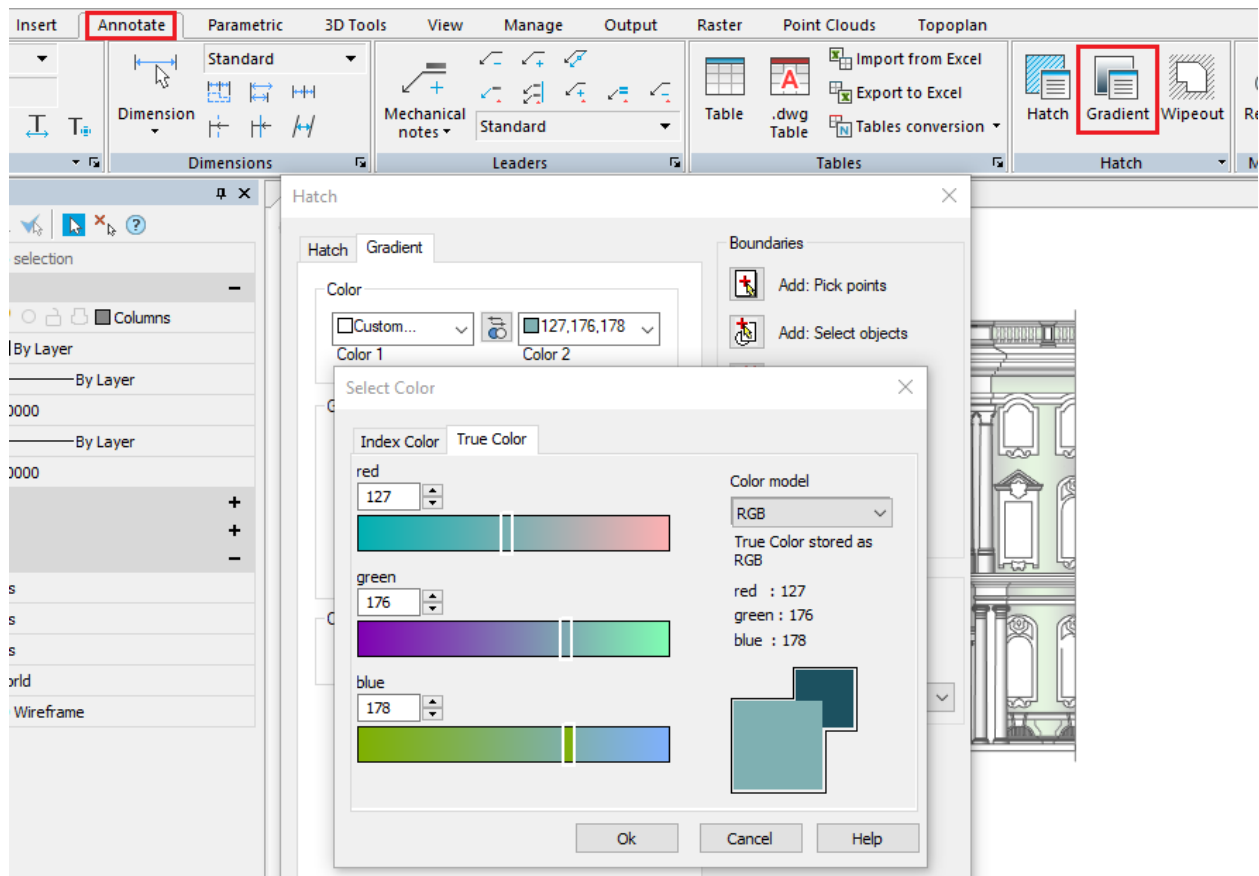 Insert Annotate Parametric 3D Tools View Manage Output Raster Point Clouds Topoplan
Standard
Dimension
Dimensions
Mechanical
notes
Standard
Leaders
Table
.dwg
Table
Import from Excel
Export to Excel
Tables conversion
Tables
Hatch
Gradient
Wipeout
Re
Hatch
M
selection
Columns
By Layer
By Layer
0000
By Layer
0000
s
s
s
orld
Wireframe
Hatch
Hatch Gradient
Color
Custom...
127,176,178
Color 1
Color 2
G
C
Boundaries
Add: Pick points
Add: Select objects
Select Color
Index Color True Color
red
127
green
176
blue
178
Color model
RGB
True Color stored as
RGB
red : 127
green : 176
blue : 178
Ok Cancel Help